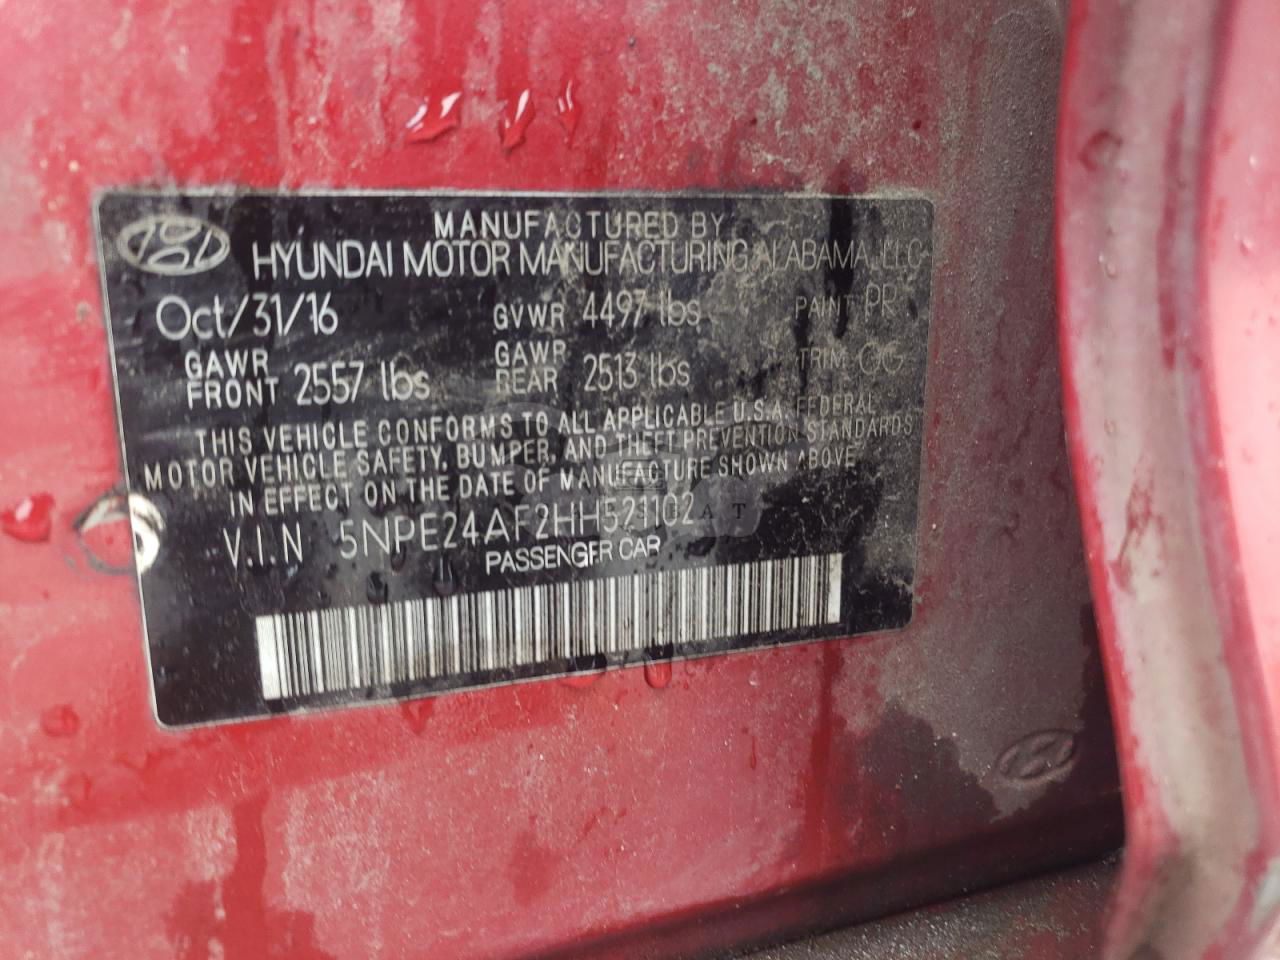 MANUFACTURED BY
HYUNDAI MOTOR MANUFACTURING ALABAMA, LLC
Oct/31/16 GVWR 4497 lbs PAINT PR
GAWR FRONT 2557 lbs GAWR REAR 2513 lbs TRIM
THIS VEHICLE CONFORMS TO ALL APPLICABLE U.S.A. FEDERAL
MOTOR VEHICLE SAFETY, BUMPER, AND THEFT PREVENTION STANDARDS
IN EFFECT ON THE DATE OF MANUFACTURE SHOWN ABOVE
V.I.N 5NPE24AF2HH521102
PASSENGER CAR